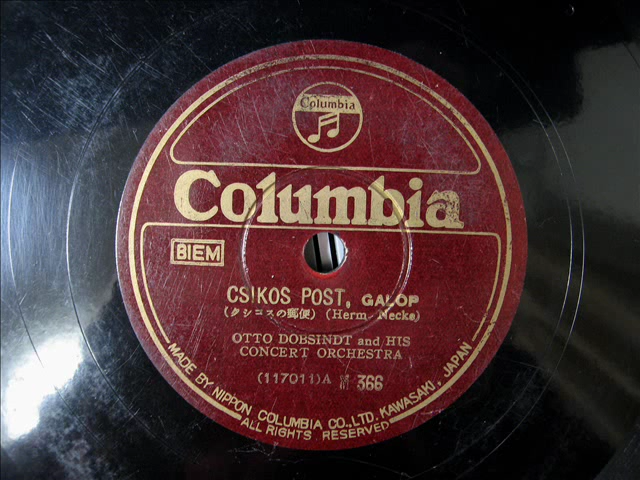 Columbia
Columbia
BIEM
CSIKOS POST, GALOP
(クシコスの郵便) (Herm Necke)
OTTO DOBSINDT and HIS
CONCERT ORCHESTRA
(117011) A M 366
MADE BY NIPPON COLUMBIA CO., LTD. KAWASAKI, JAPAN
ALL RIGHTS RESERVED